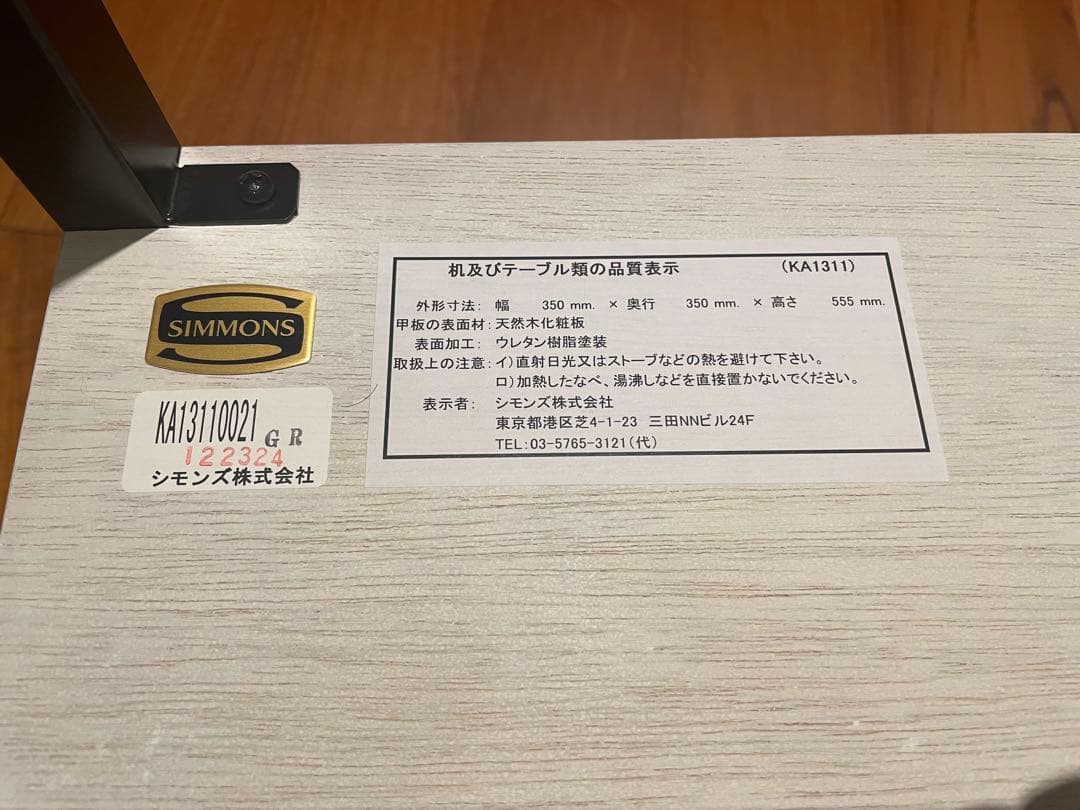 机及びテーブル類の品質表示 (KA1311)
外形寸法: 幅 350 mm. × 奥行 350 mm. × 高さ 555 mm.
甲板の表面材: 天然木化粧板
表面加工: ウレタン樹脂塗装
取扱上の注意: イ)直射日光又はストーブなどの熱を避けて下さい。
ロ)加熱したなべ、湯沸しなどを直接置かないでください。
表示者: シモンズ株式会社
東京都港区芝4-1-23 三田NNビル24F
TEL:03-5765-3121(代)
SIMMONS
KA13110021 GR
122324
シモンズ株式会社